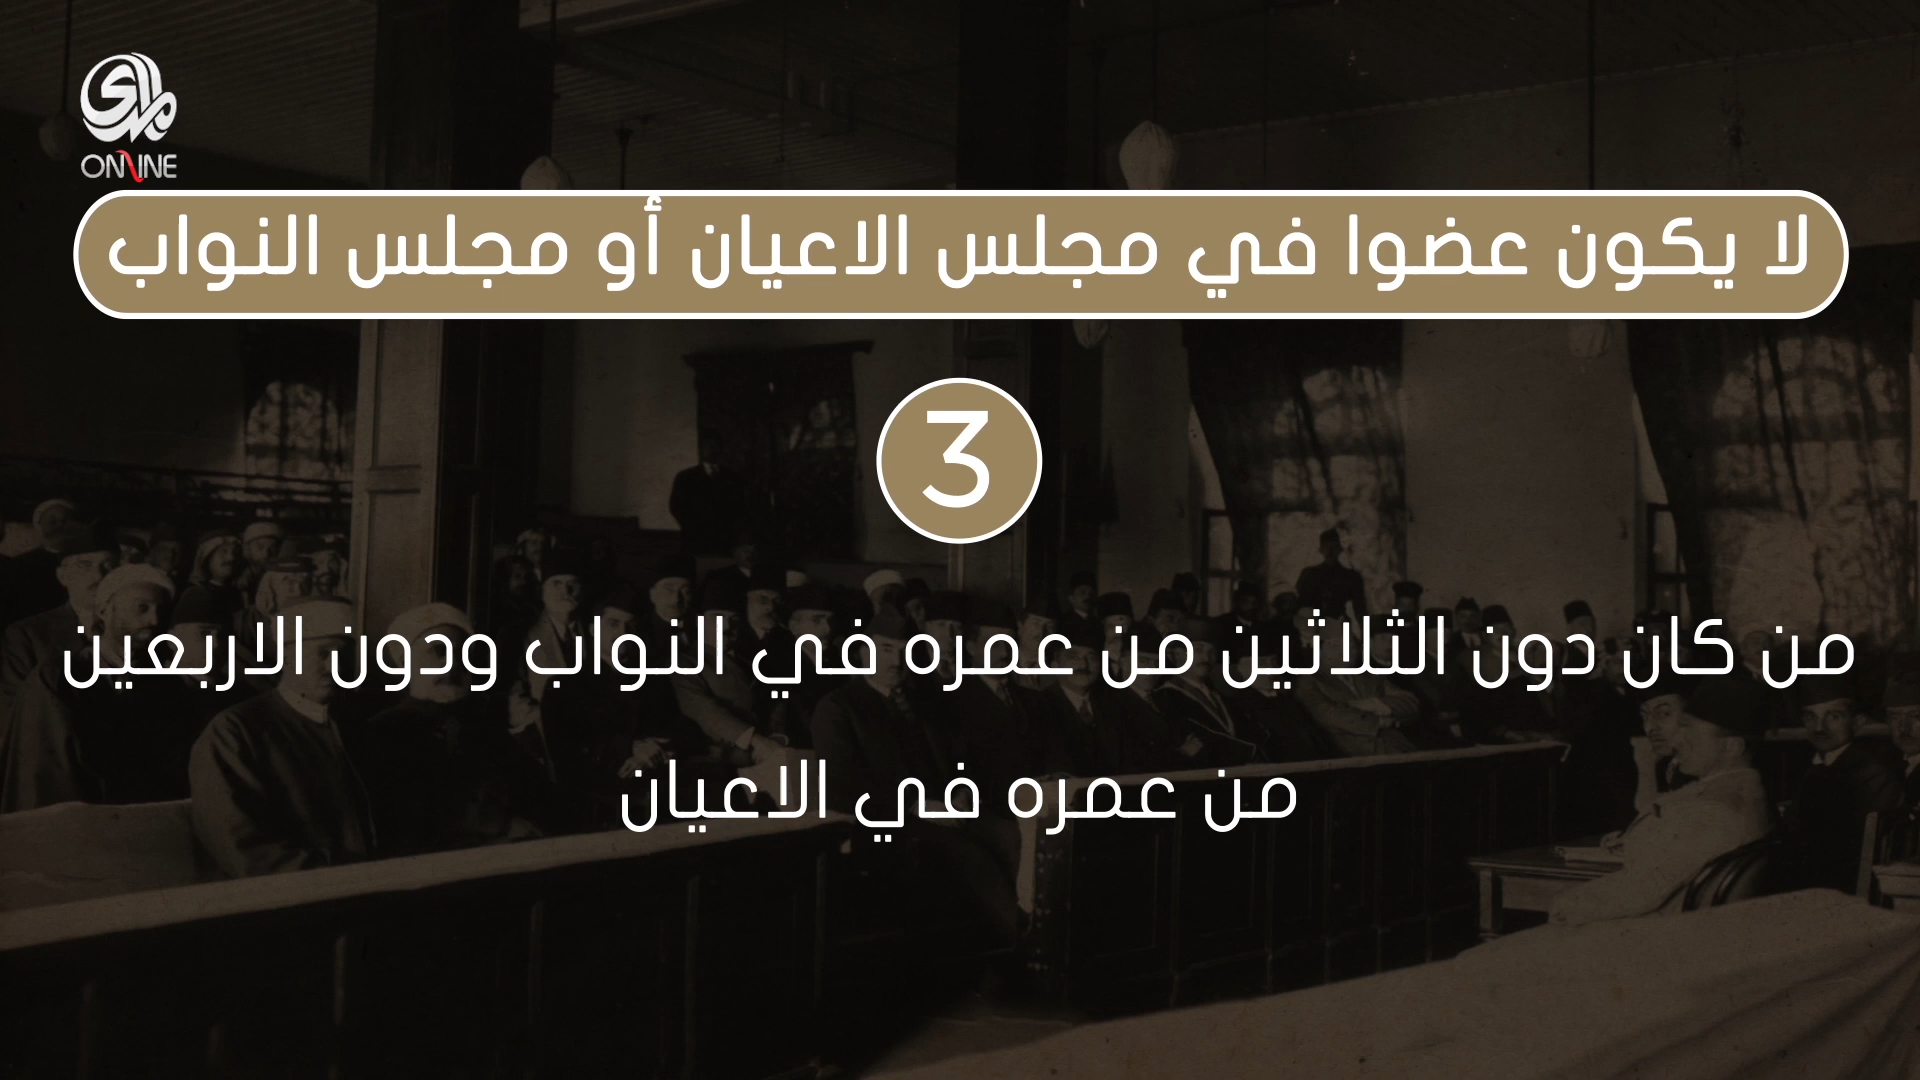 مدى
ONLINE
لا يكون عضوا في مجلس الاعيان أو مجلس النواب
3
من كان دون الثلاثين من عمره في النواب ودون الاربعين
من عمره في الاعيان